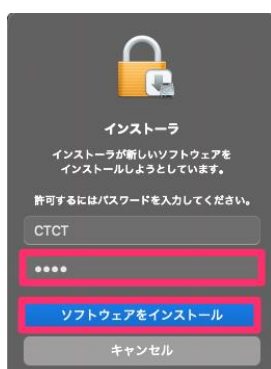 インストーラ
インストーラが新しいソフトウェアを
インストールしようとしています。
許可するにはパスワードを入力してください。
CTCT
••••
ソフトウェアをインストール
キャンセル